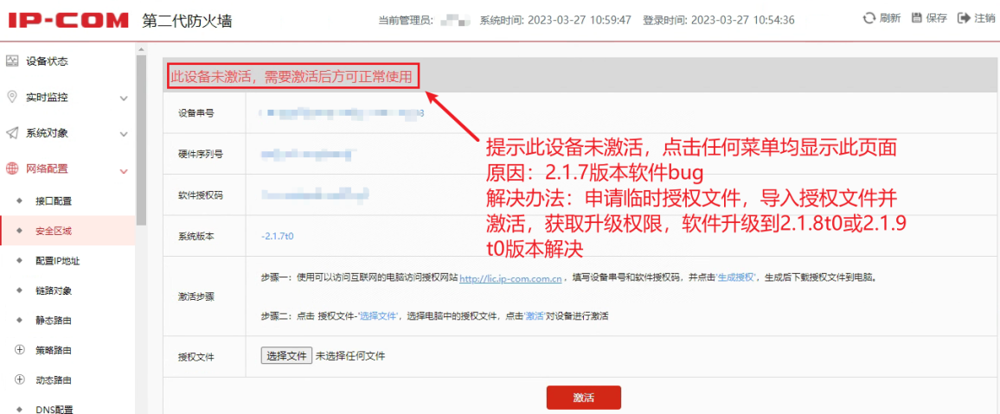 IP-COM 第二代防火墙 当前管理员: 系统时间: 2023-03-27 10:59:47 登录时间: 2023-03-27 10:54:36 刷新 保存 注销
设备状态
实时监控
系统对象
网络配置
接口配置
安全区域
配置IP地址
链路对象
静态路由
策略路由
动态路由
DNS配置
此设备未激活，需要激活后方可正常使用
设备串号
硬件序列号
软件授权码
系统版本 -2.1.7t0
提示此设备未激活，点击任何菜单均显示此页面
原因：2.1.7版本软件bug
解决办法：申请临时授权文件，导入授权文件并
激活，获取升级权限，软件升级到2.1.8t0或2.1.9
t0版本解决
激活步骤
步骤一：使用可以访问互联网的电脑访问授权网站 http://lic.ip-com.com.cn ，填写设备串号和软件授权码，并点击'生成授权'，生成后下载授权文件到电脑。
步骤二：点击 授权文件-'选择文件'，选择电脑中的授权文件，点击'激活'对设备进行激活
授权文件 选择文件 未选择任何文件
激活